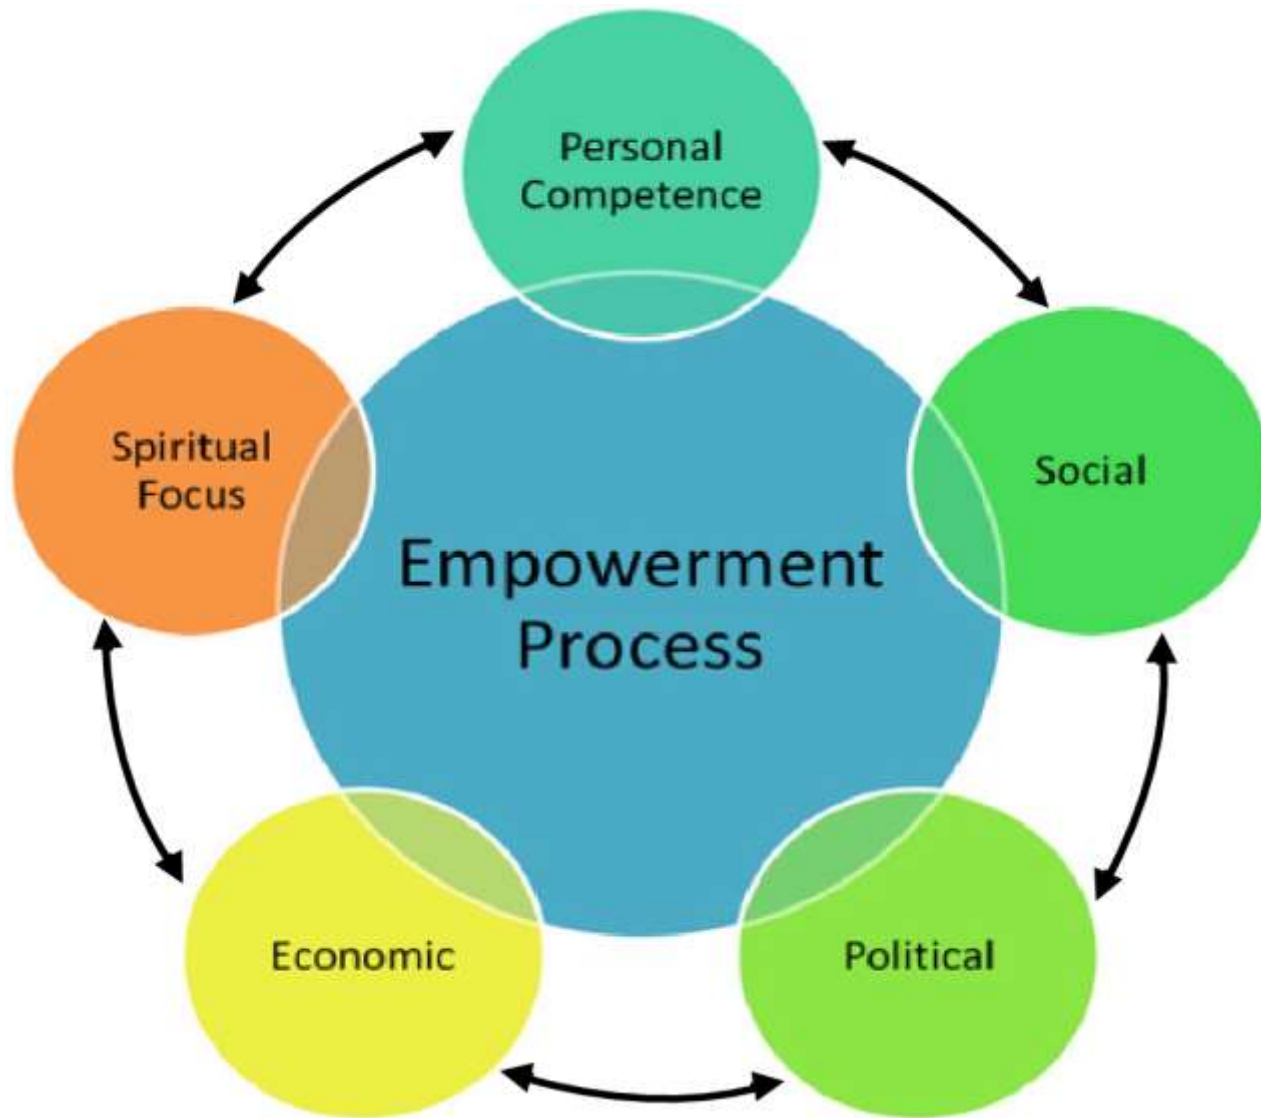 Personal
Competence
Spiritual
Focus
Social
Empowerment
Process
Economic
Political